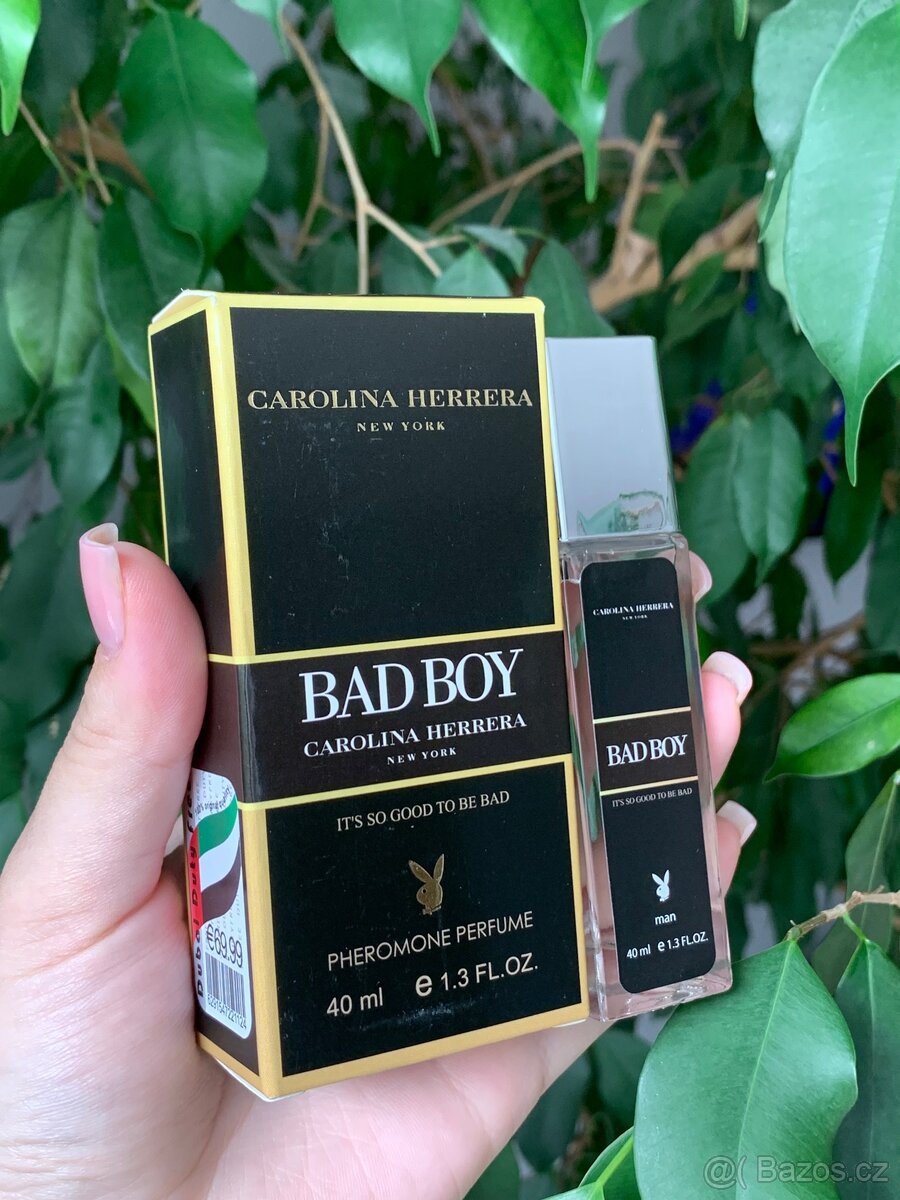 CAROLINA HERRERA
NEW YORK
BAD BOY
CAROLINA HERRERA
NEW YORK
IT'S SO GOOD TO BE BAD
PHEROMONE PERFUME
40 ml e 1.3 FL.OZ.
Dubai Duty
€69.99
CAROLINA HERRERA
NEW YORK
BAD BOY
IT'S SO GOOD TO BE BAD
man
40 ml e 1.3 FL.OZ.
@( Bazos.cz